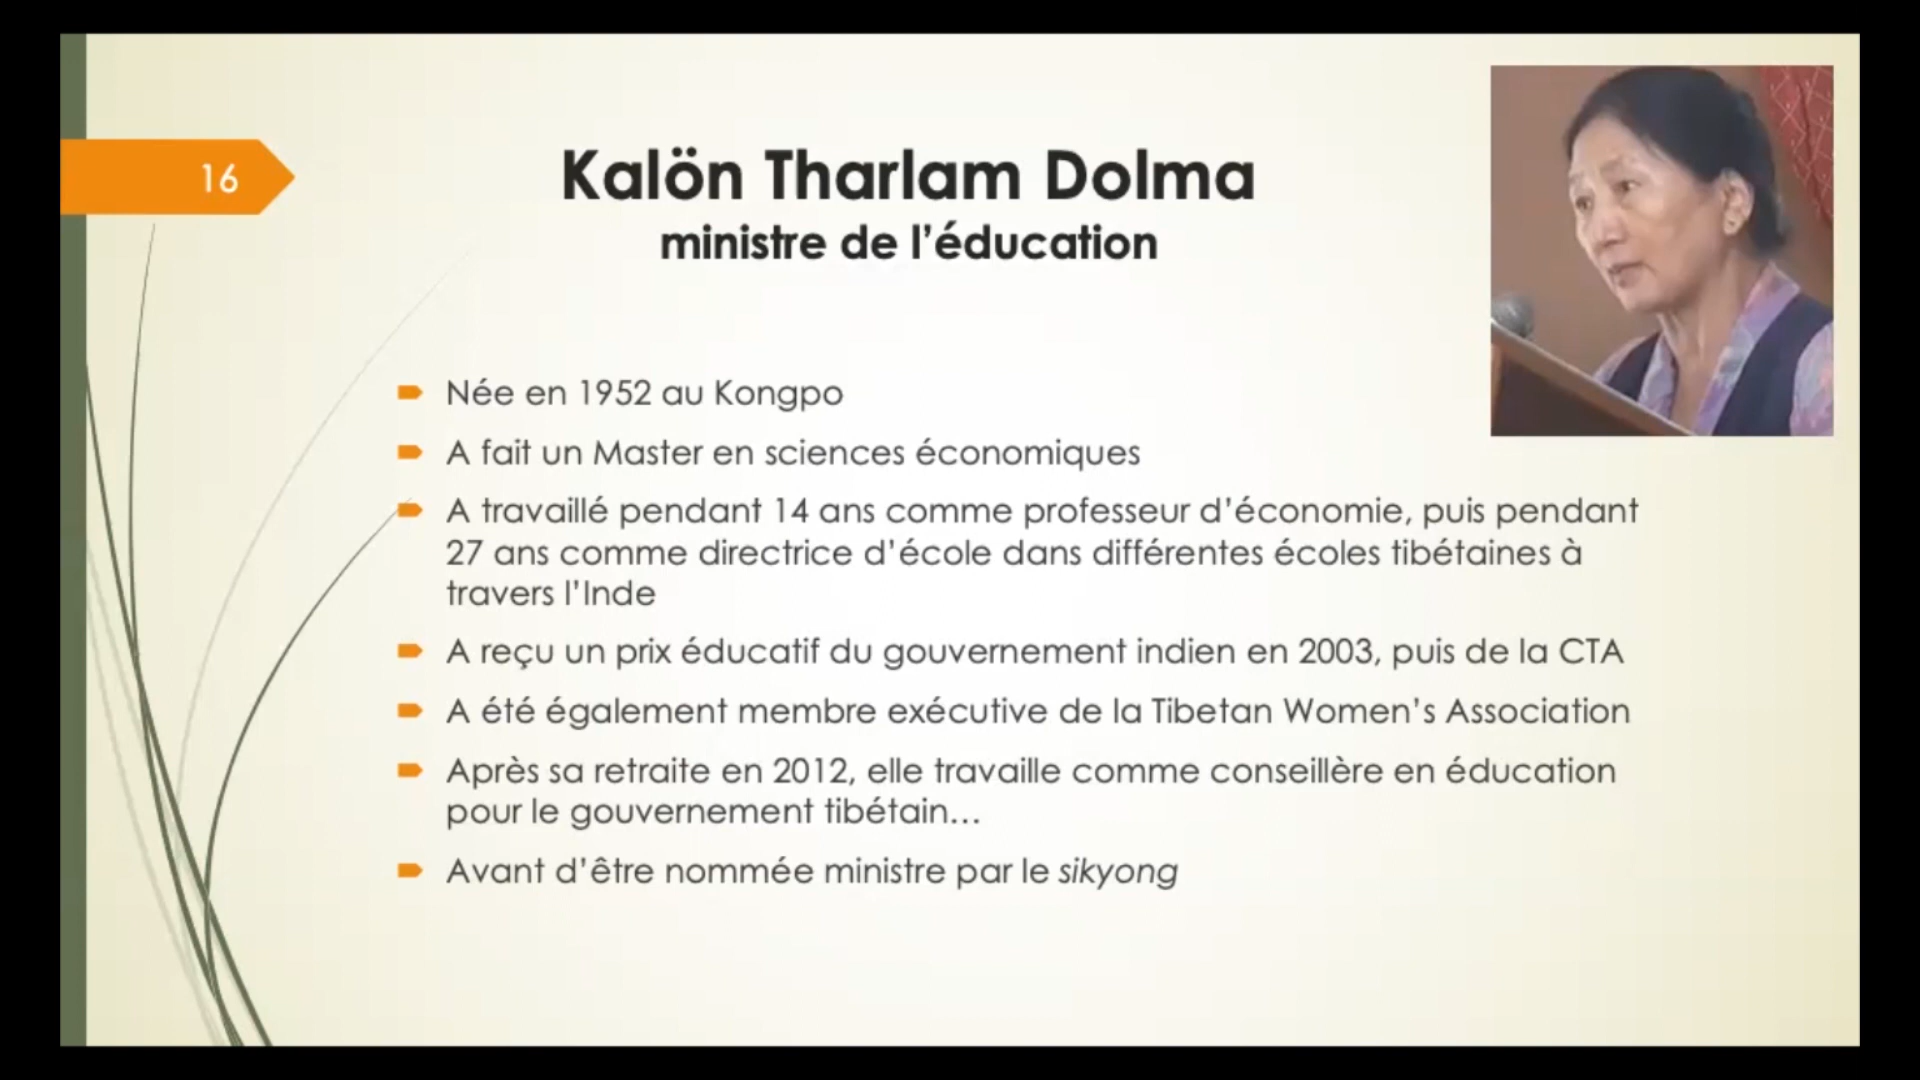 16
Kalön Tharlam Dolma
ministre de l’éducation
Née en 1952 au Kongpo
A fait un Master en sciences économiques
A travaillé pendant 14 ans comme professeur d’économie, puis pendant
27 ans comme directrice d’école dans différentes écoles tibétaines à
travers l’Inde
A reçu un prix éducatif du gouvernement indien en 2003, puis de la CTA
A été également membre exécutive de la Tibetan Women’s Association
Après sa retraite en 2012, elle travaille comme conseillère en éducation
pour le gouvernement tibétain…
Avant d’être nommée ministre par le sikyong